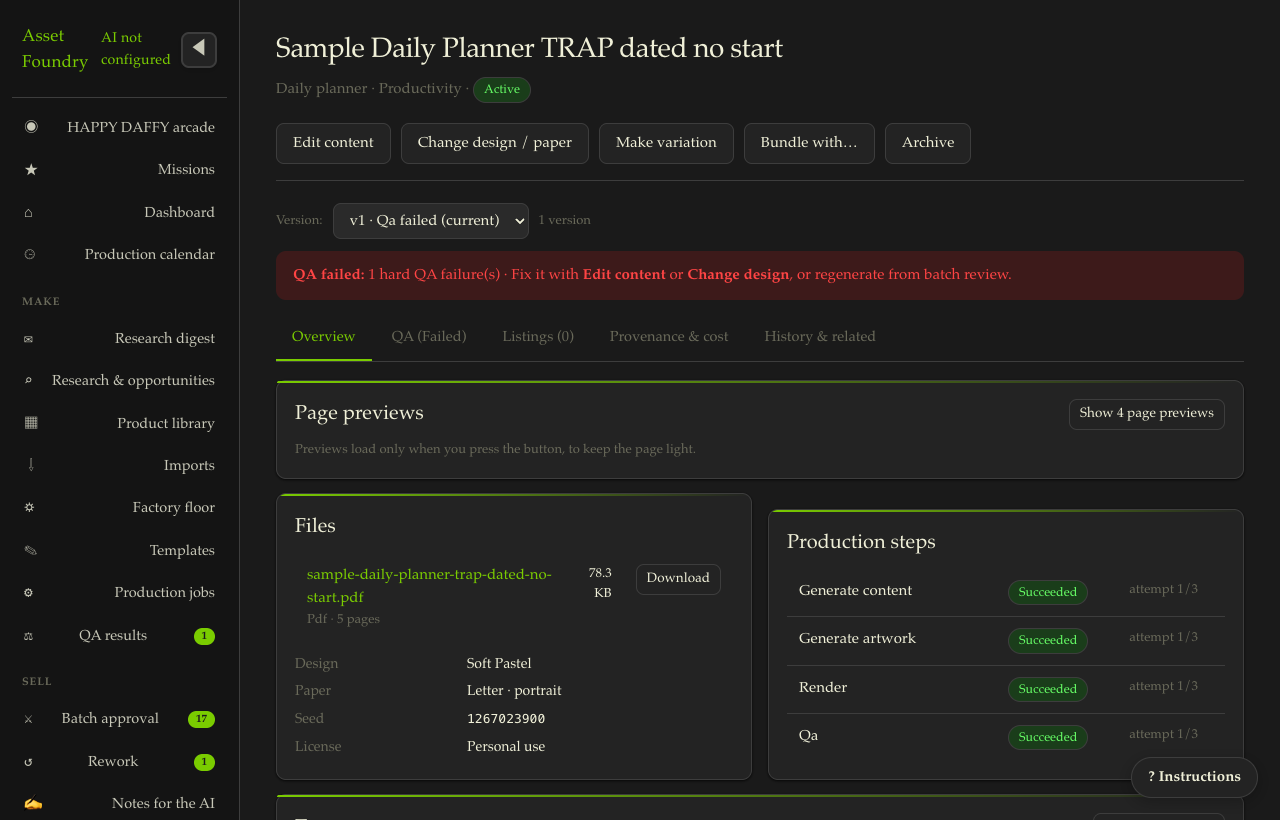 Asset Foundry
AI not configured
HAPPY DAFFY arcade
Missions
Dashboard
Production calendar
MAKE
Research digest
Research & opportunities
Product library
Imports
Factory floor
Templates
Production jobs
QA results 1
SELL
Batch approval 17
Rework 1
Notes for the AI
Sample Daily Planner TRAP dated no start
Daily planner · Productivity · Active
Edit content
Change design / paper
Make variation
Bundle with…
Archive
Version: v1 · Qa failed (current) 1 version
QA failed: 1 hard QA failure(s) · Fix it with Edit content or Change design, or regenerate from batch review.
Overview
QA (Failed)
Listings (0)
Provenance & cost
History & related
Page previews
Show 4 page previews
Previews load only when you press the button, to keep the page light.
Files
sample-daily-planner-trap-dated-no-
start.pdf
Pdf · 5 pages
78.3
KB
Download
Design Soft Pastel
Paper Letter · portrait
Seed 1267023900
License Personal use
Production steps
Generate content Succeeded attempt 1/3
Generate artwork Succeeded attempt 1/3
Render Succeeded attempt 1/3
Qa Succeeded attempt 1/3
? Instructions